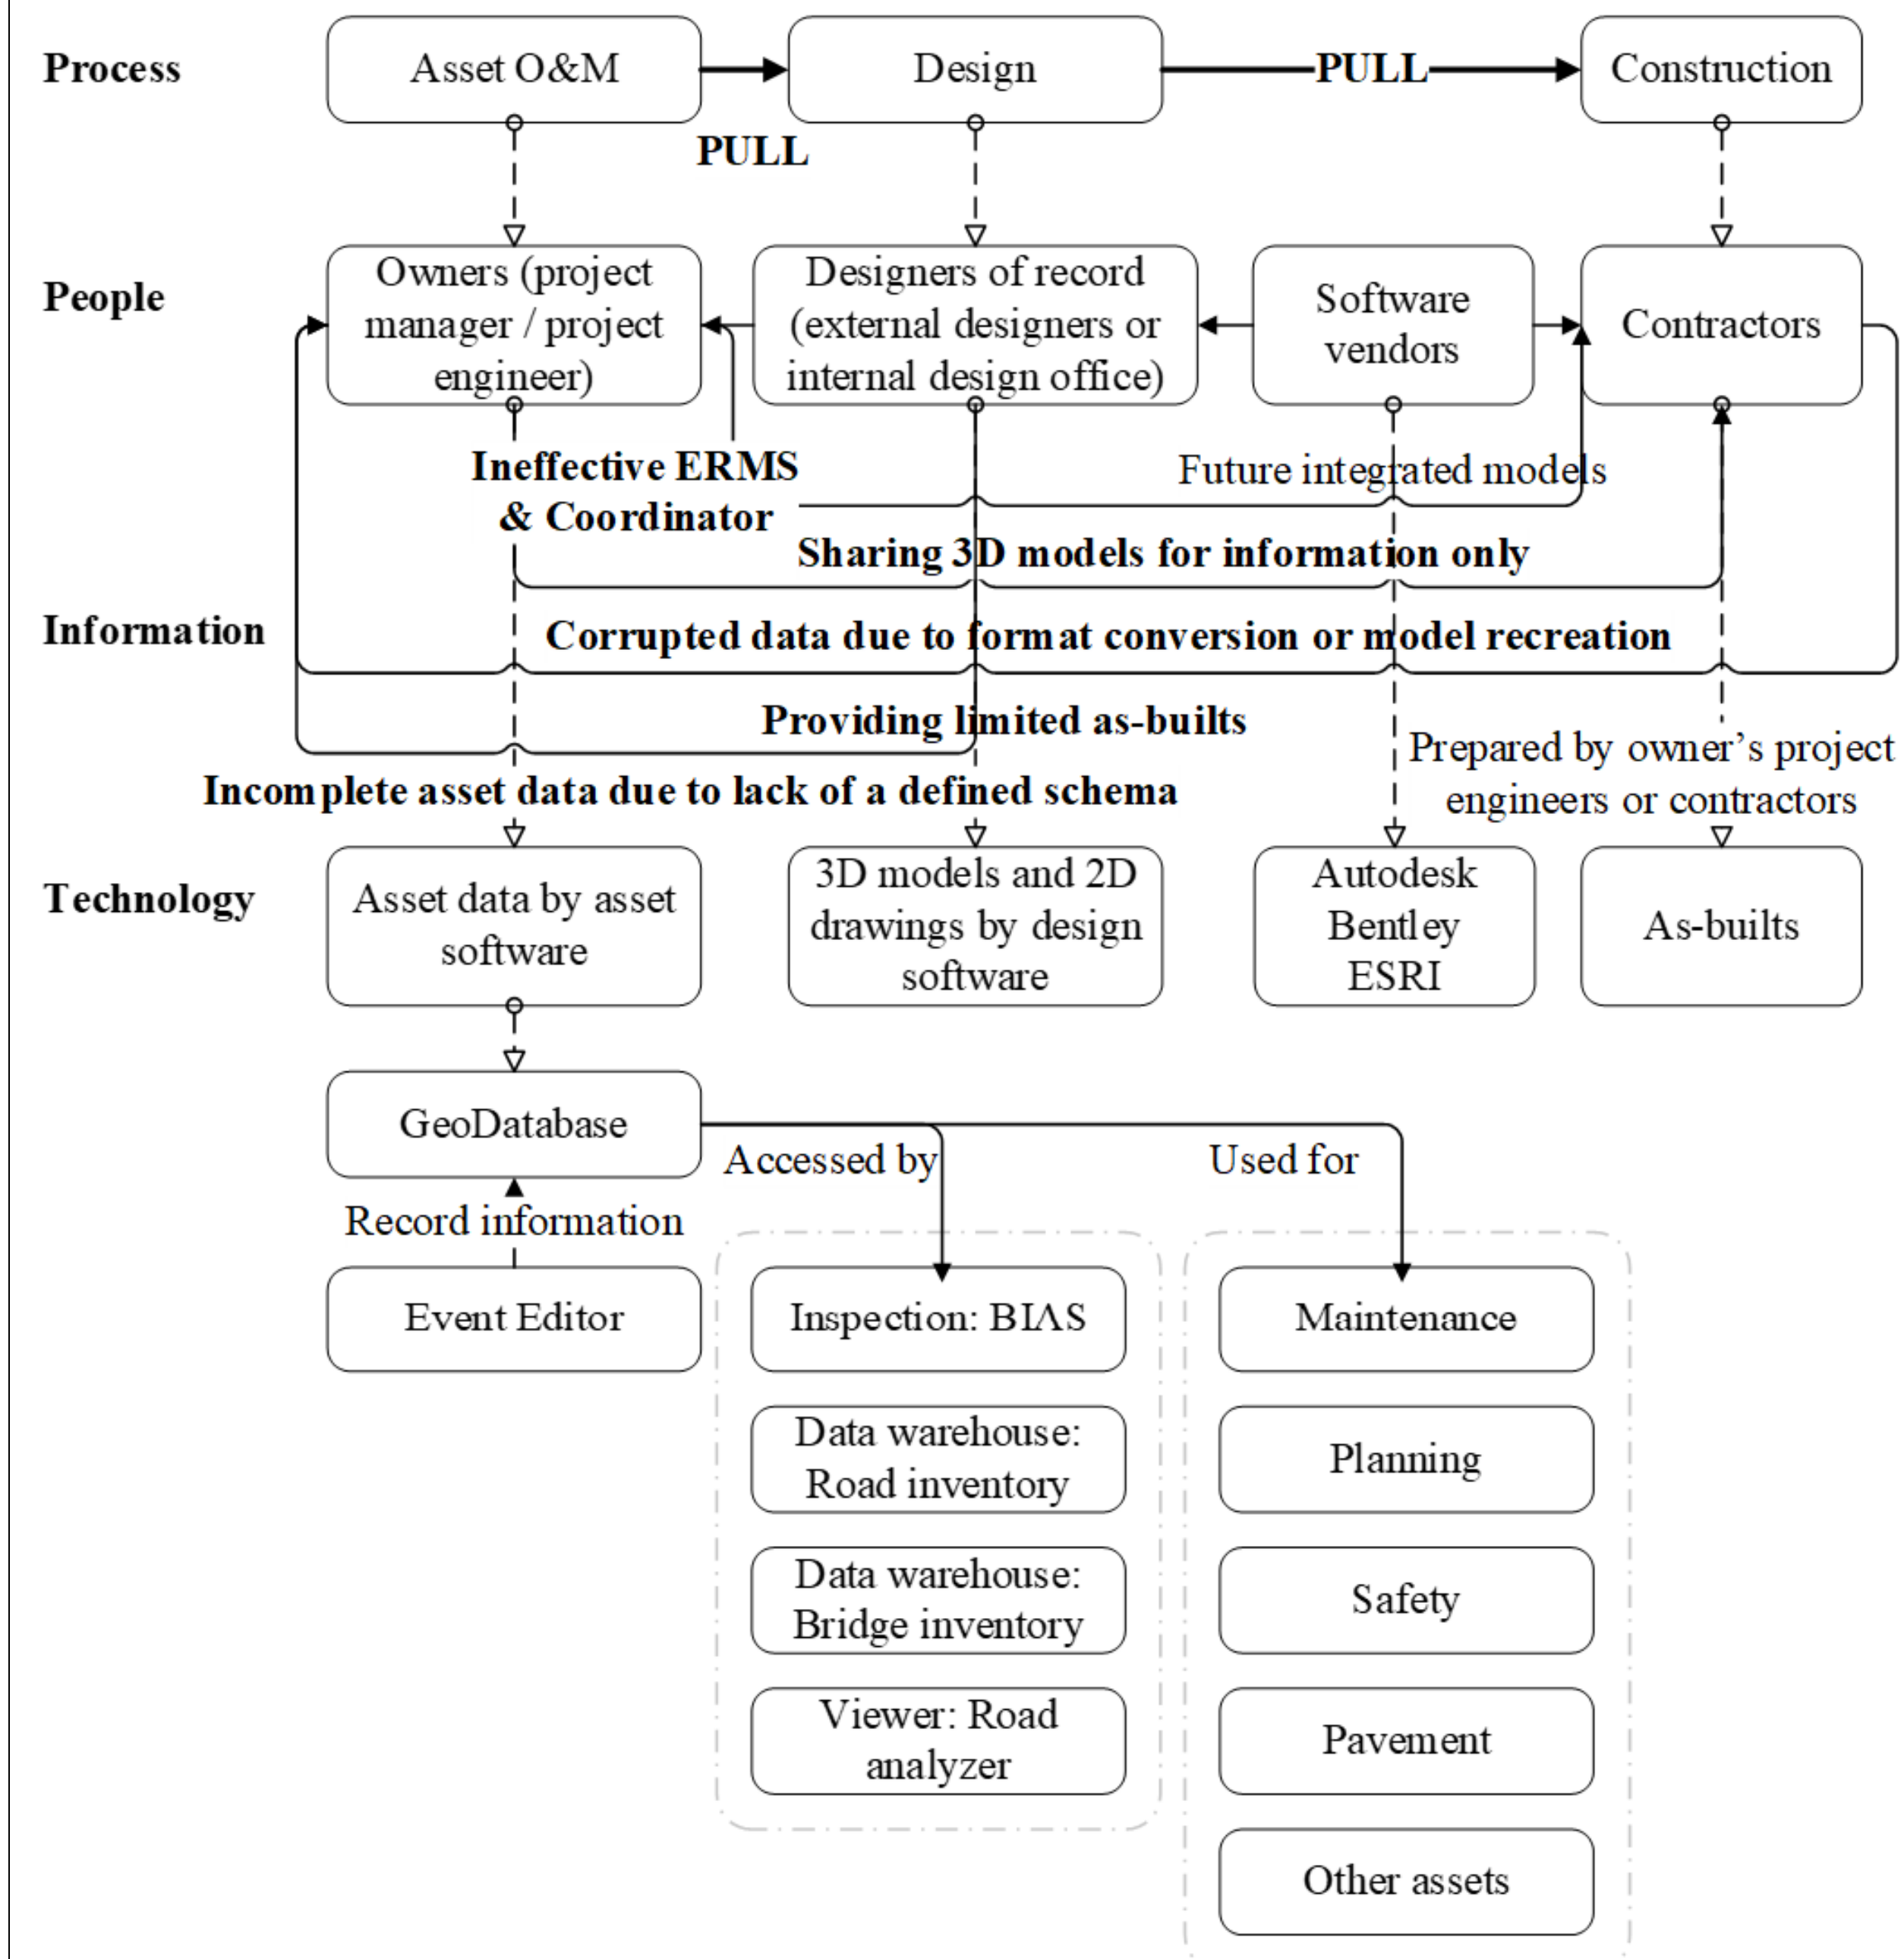 Process
Asset O&M
Design
PULL
Construction
PULL
People
Owners (project
manager / project
engineer)
Designers of record
(external designers or
internal design office)
Software
vendors
Contractors
Ineffective ERMS
& Coordinator
Future integrated models
Sharing 3D models for information only
Information
Corrupted data due to format conversion or model recreation
Providing limited as-builts
Prepared by owner’s project
engineers or contractors
Incomplete asset data due to lack of a defined schema
Technology
Asset data by asset
software
3D models and 2D
drawings by design
software
Autodesk
Bentley
ESRI
As-builts
GeoDatabase
Accessed by
Used for
Record information
Event Editor
Inspection: BIAS
Data warehouse:
Road inventory
Data warehouse:
Bridge inventory
Viewer: Road
analyzer
Maintenance
Planning
Safety
Pavement
Other assets